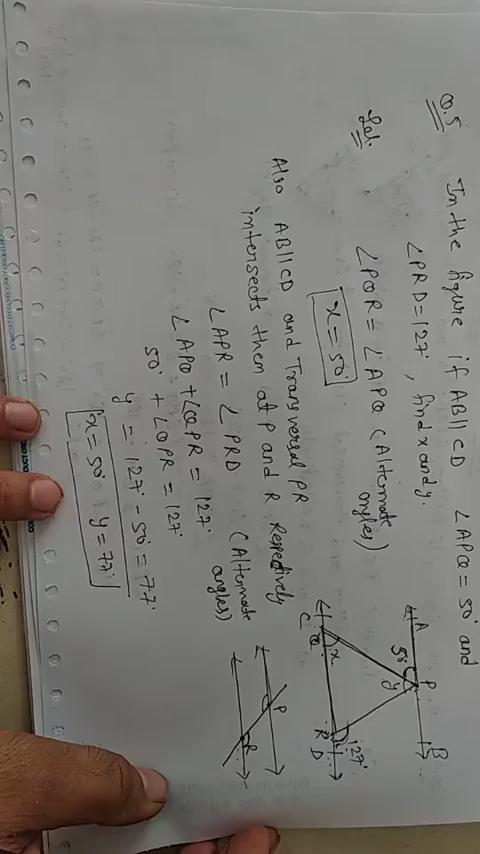 Q.5 In the figure if AB||CD ∠APQ = 50° and
∠PRD = 127°, find x and y.
Sol. ∠PQR = ∠APQ (Alternate
angles)
x = 50°
Also AB||CD and Transversel PR
intersects them at P and R Respectively
∠APR = ∠PRD (Alternate
angles)
∠APQ + ∠QPR = 127°
50° + ∠QPR = 127°
y = 127° - 50° = 77°
x = 50° y = 77°
A P B
50° y
x 127°
C Q R D
P
R